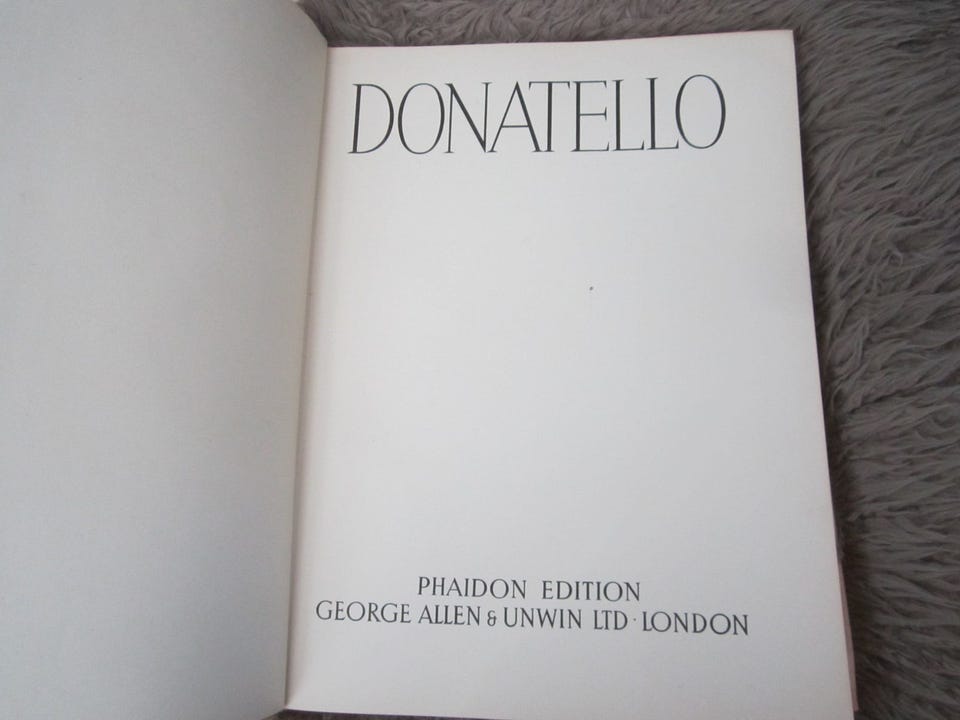 DONATELLO
PHAIDON EDITION
GEORGE ALLEN & UNWIN LTD · LONDON